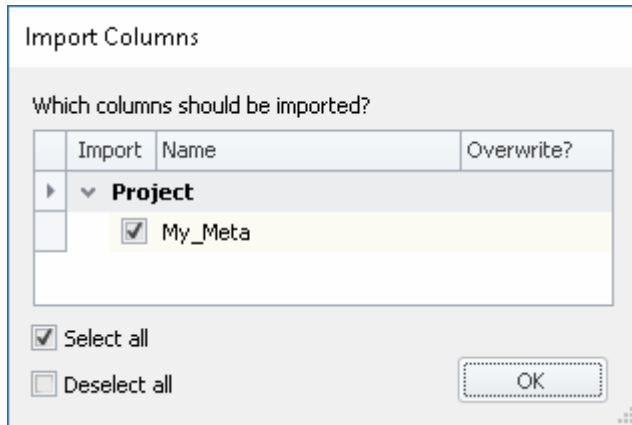 Import Columns
Which columns should be imported?
Import Name Overwrite?
Project
My_Meta
Select all
Deselect all
OK